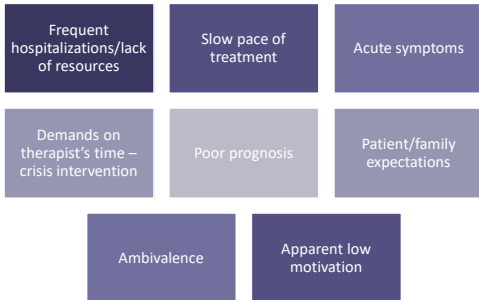 Frequent
hospitalizations/lack
of resources
Slow pace of
treatment
Acute symptoms
Demands on
therapist's time –
crisis intervention
Poor prognosis
Patient/family
expectations
Ambivalence
Apparent low
motivation